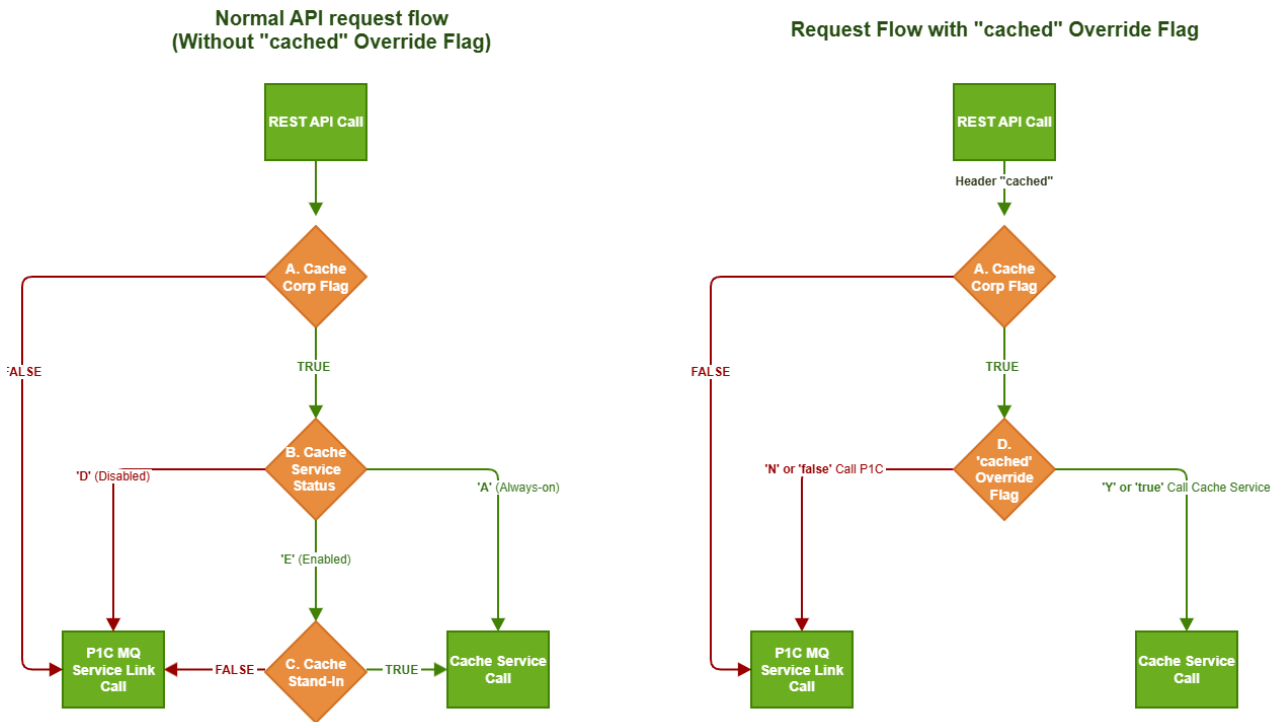 Normal API request flow
(Without "cached" Override Flag)
REST API Call
A. Cache
Corp Flag
FALSE
TRUE
B. Cache
Service
Status
'D' (Disabled)
'A' (Always-on)
'E' (Enabled)
P1C MQ
Service Link
Call
FALSE
C. Cache
Stand-In
TRUE
Cache Service
Call
Request Flow with "cached" Override Flag
REST API Call
Header "cached"
A. Cache
Corp Flag
FALSE
TRUE
D.
'cached'
Override
Flag
'N' or 'false' Call P1C
'Y' or 'true' Call Cache Service
P1C MQ
Service Link
Call
Cache Service
Call